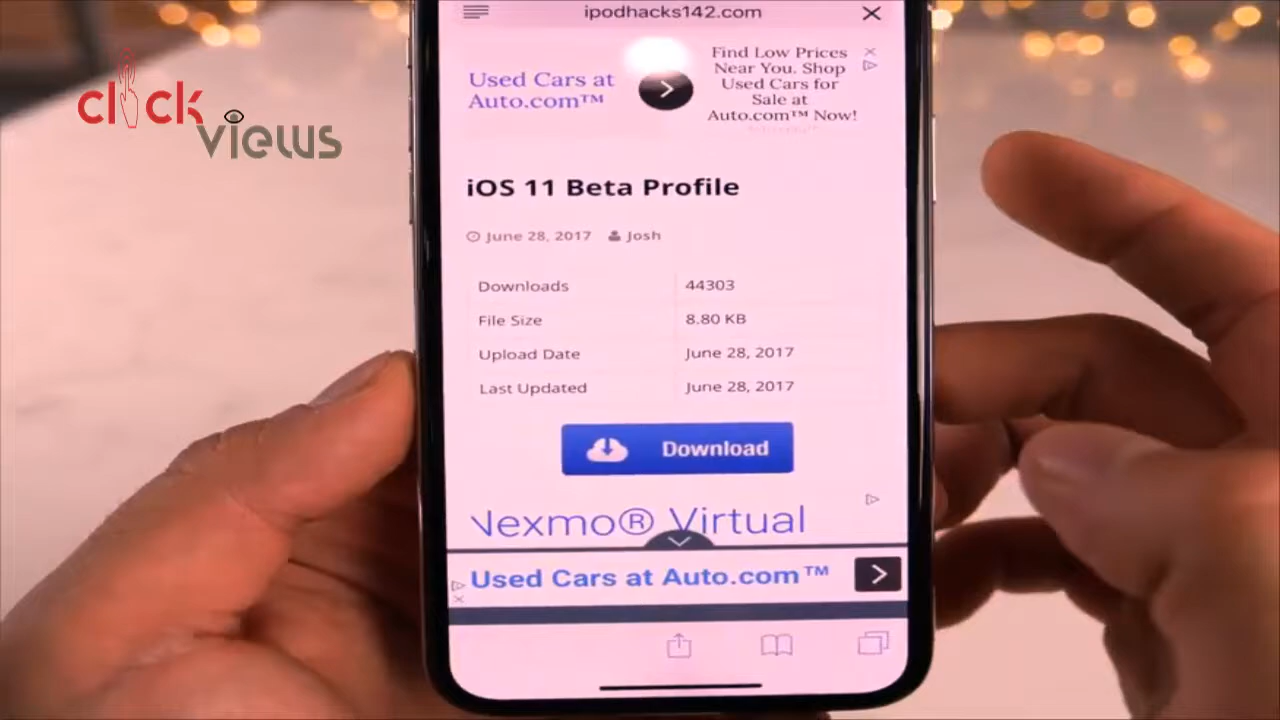 ipodhacks142.com
click
views
Used Cars at
Auto.com™
Find Low Prices
Near You. Shop
Used Cars for
Sale at
Auto.com™ Now!
iOS 11 Beta Profile
June 28, 2017 Josh
Downloads 44303
File Size 8.80 KB
Upload Date June 28, 2017
Last Updated June 28, 2017
Download
Nexmo® Virtual
Used Cars at Auto.com™